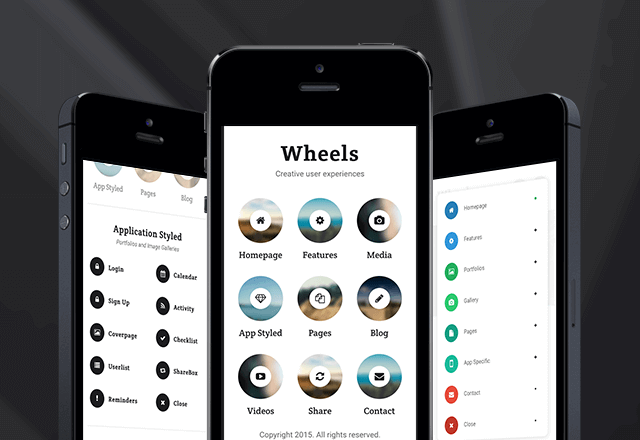 App Styled
Pages
Blog
Application Styled
Portfolios and Image Galleries
Login
Calendar
Sign Up
Activity
Coverpage
Checklist
Userlist
ShareBox
Reminders
Close
Wheels
Creative user experiences
Homepage
Features
Media
App Styled
Pages
Blog
Videos
Share
Contact
Copyright 2015. All rights reserved.
Homepage
Features
Portfolios
Gallery
Pages
App Specific
Contact
Close